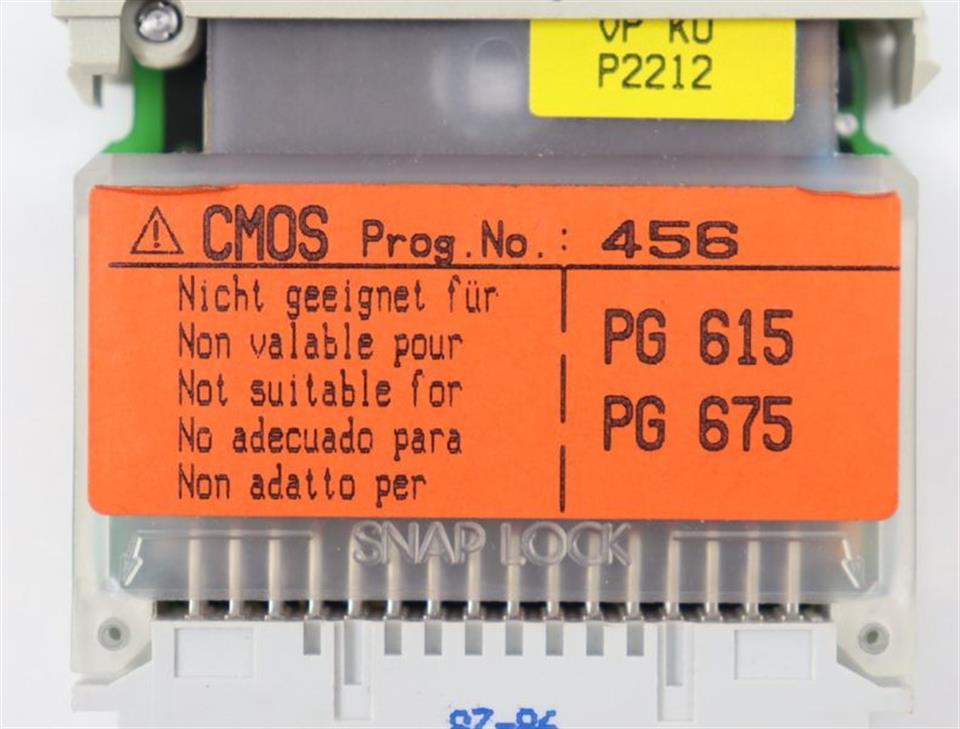 VP KO
P2212
⚠ CMOS Prog.No.: 456
Nicht geeignet für
Non valable pour
Not suitable for
No adecuado para
Non adatto per
PG 615
PG 675
SNAP LOCK